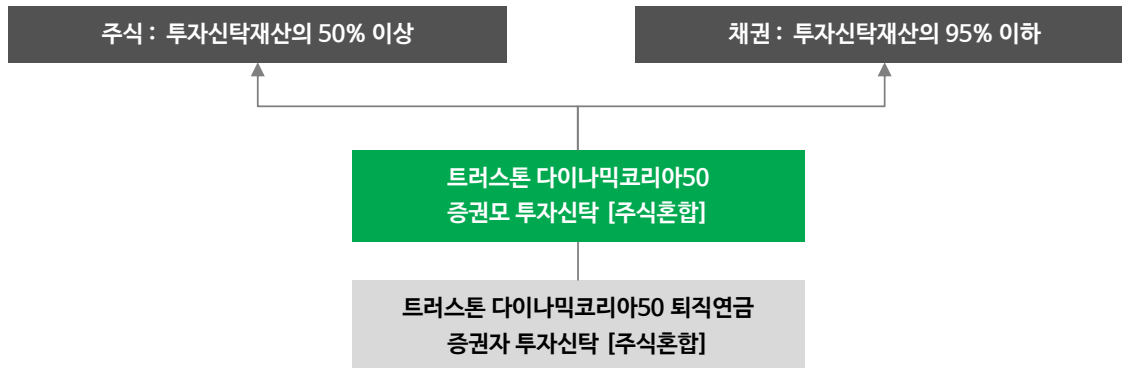 주식 : 투자신탁재산의 50% 이상
채권 : 투자신탁재산의 95% 이하
트러스톤 다이나믹코리아50
증권모 투자신탁 [주식혼합]
트러스톤 다이나믹코리아50 퇴직연금
증권자 투자신탁 [주식혼합]